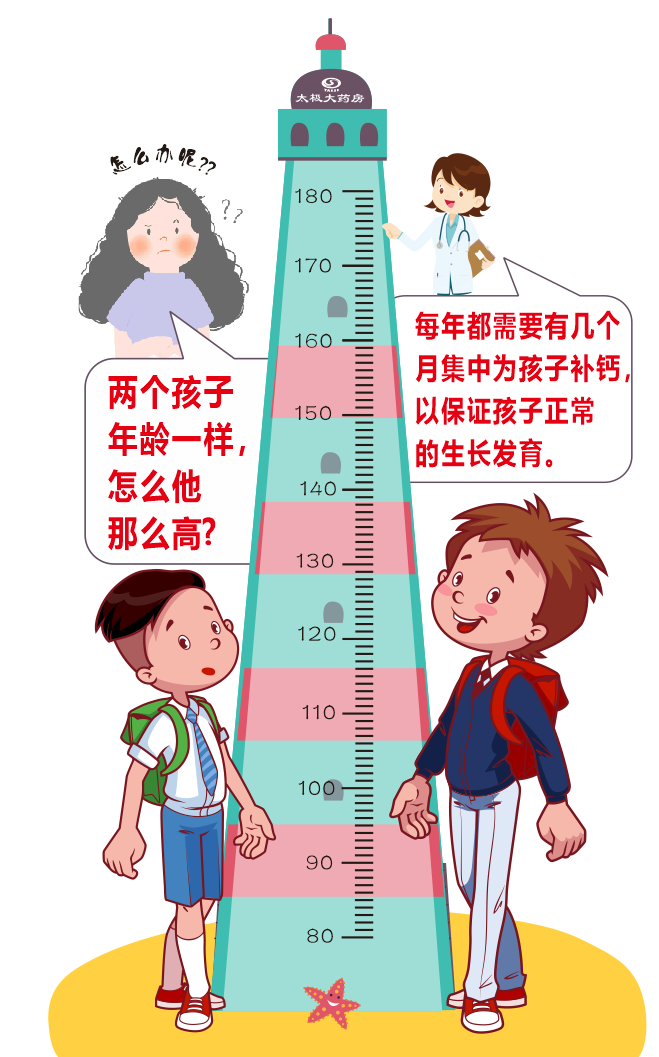 太极大药房
怎么办呢??
??
180
170
160
150
140
130
120
110
100
90
80
每年都需要有几个
月集中为孩子补钙,
以保证孩子正常
的生长发育。
两个孩子
年龄一样,
怎么他
那么高?